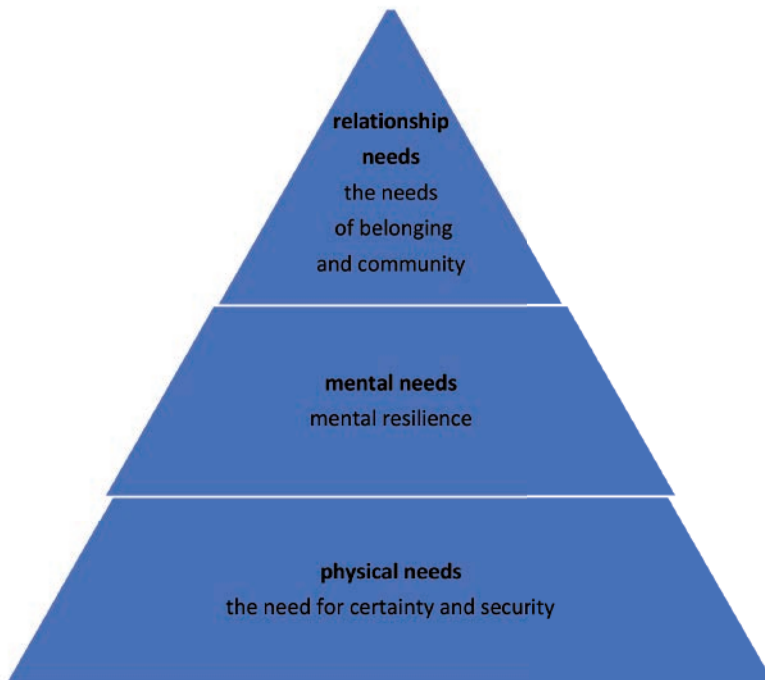 relationship
needs
the needs
of belonging
and community
mental needs
mental resilience
physical needs
the need for certainty and security